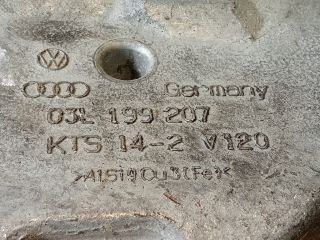 Germany
03L 199 207
KTS 14-2 V120
>AlSi9Cu3(Fe)<